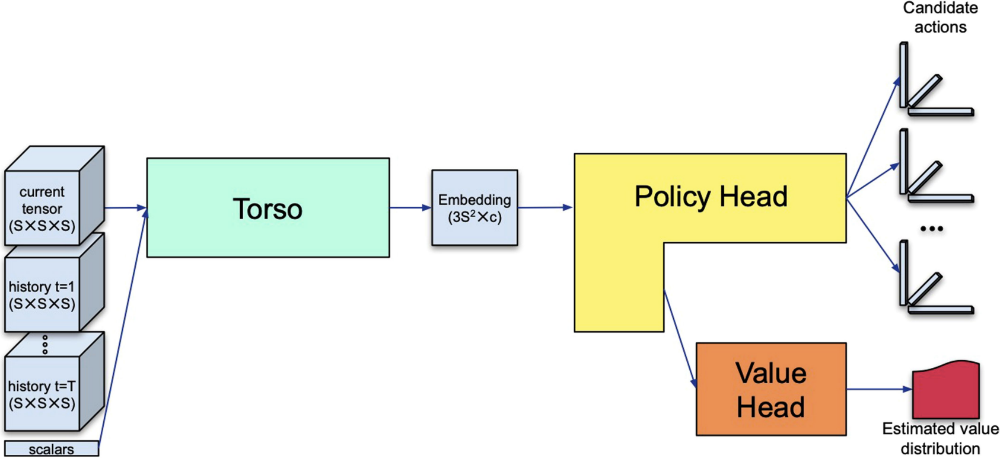 Candidate
actions
current
tensor
(S×S×S)
history t=1
(S×S×S)
history t=T
(S×S×S)
scalars
Torso
Embedding
(3S²×c)
Policy Head
...
Value
Head
Estimated value
distribution